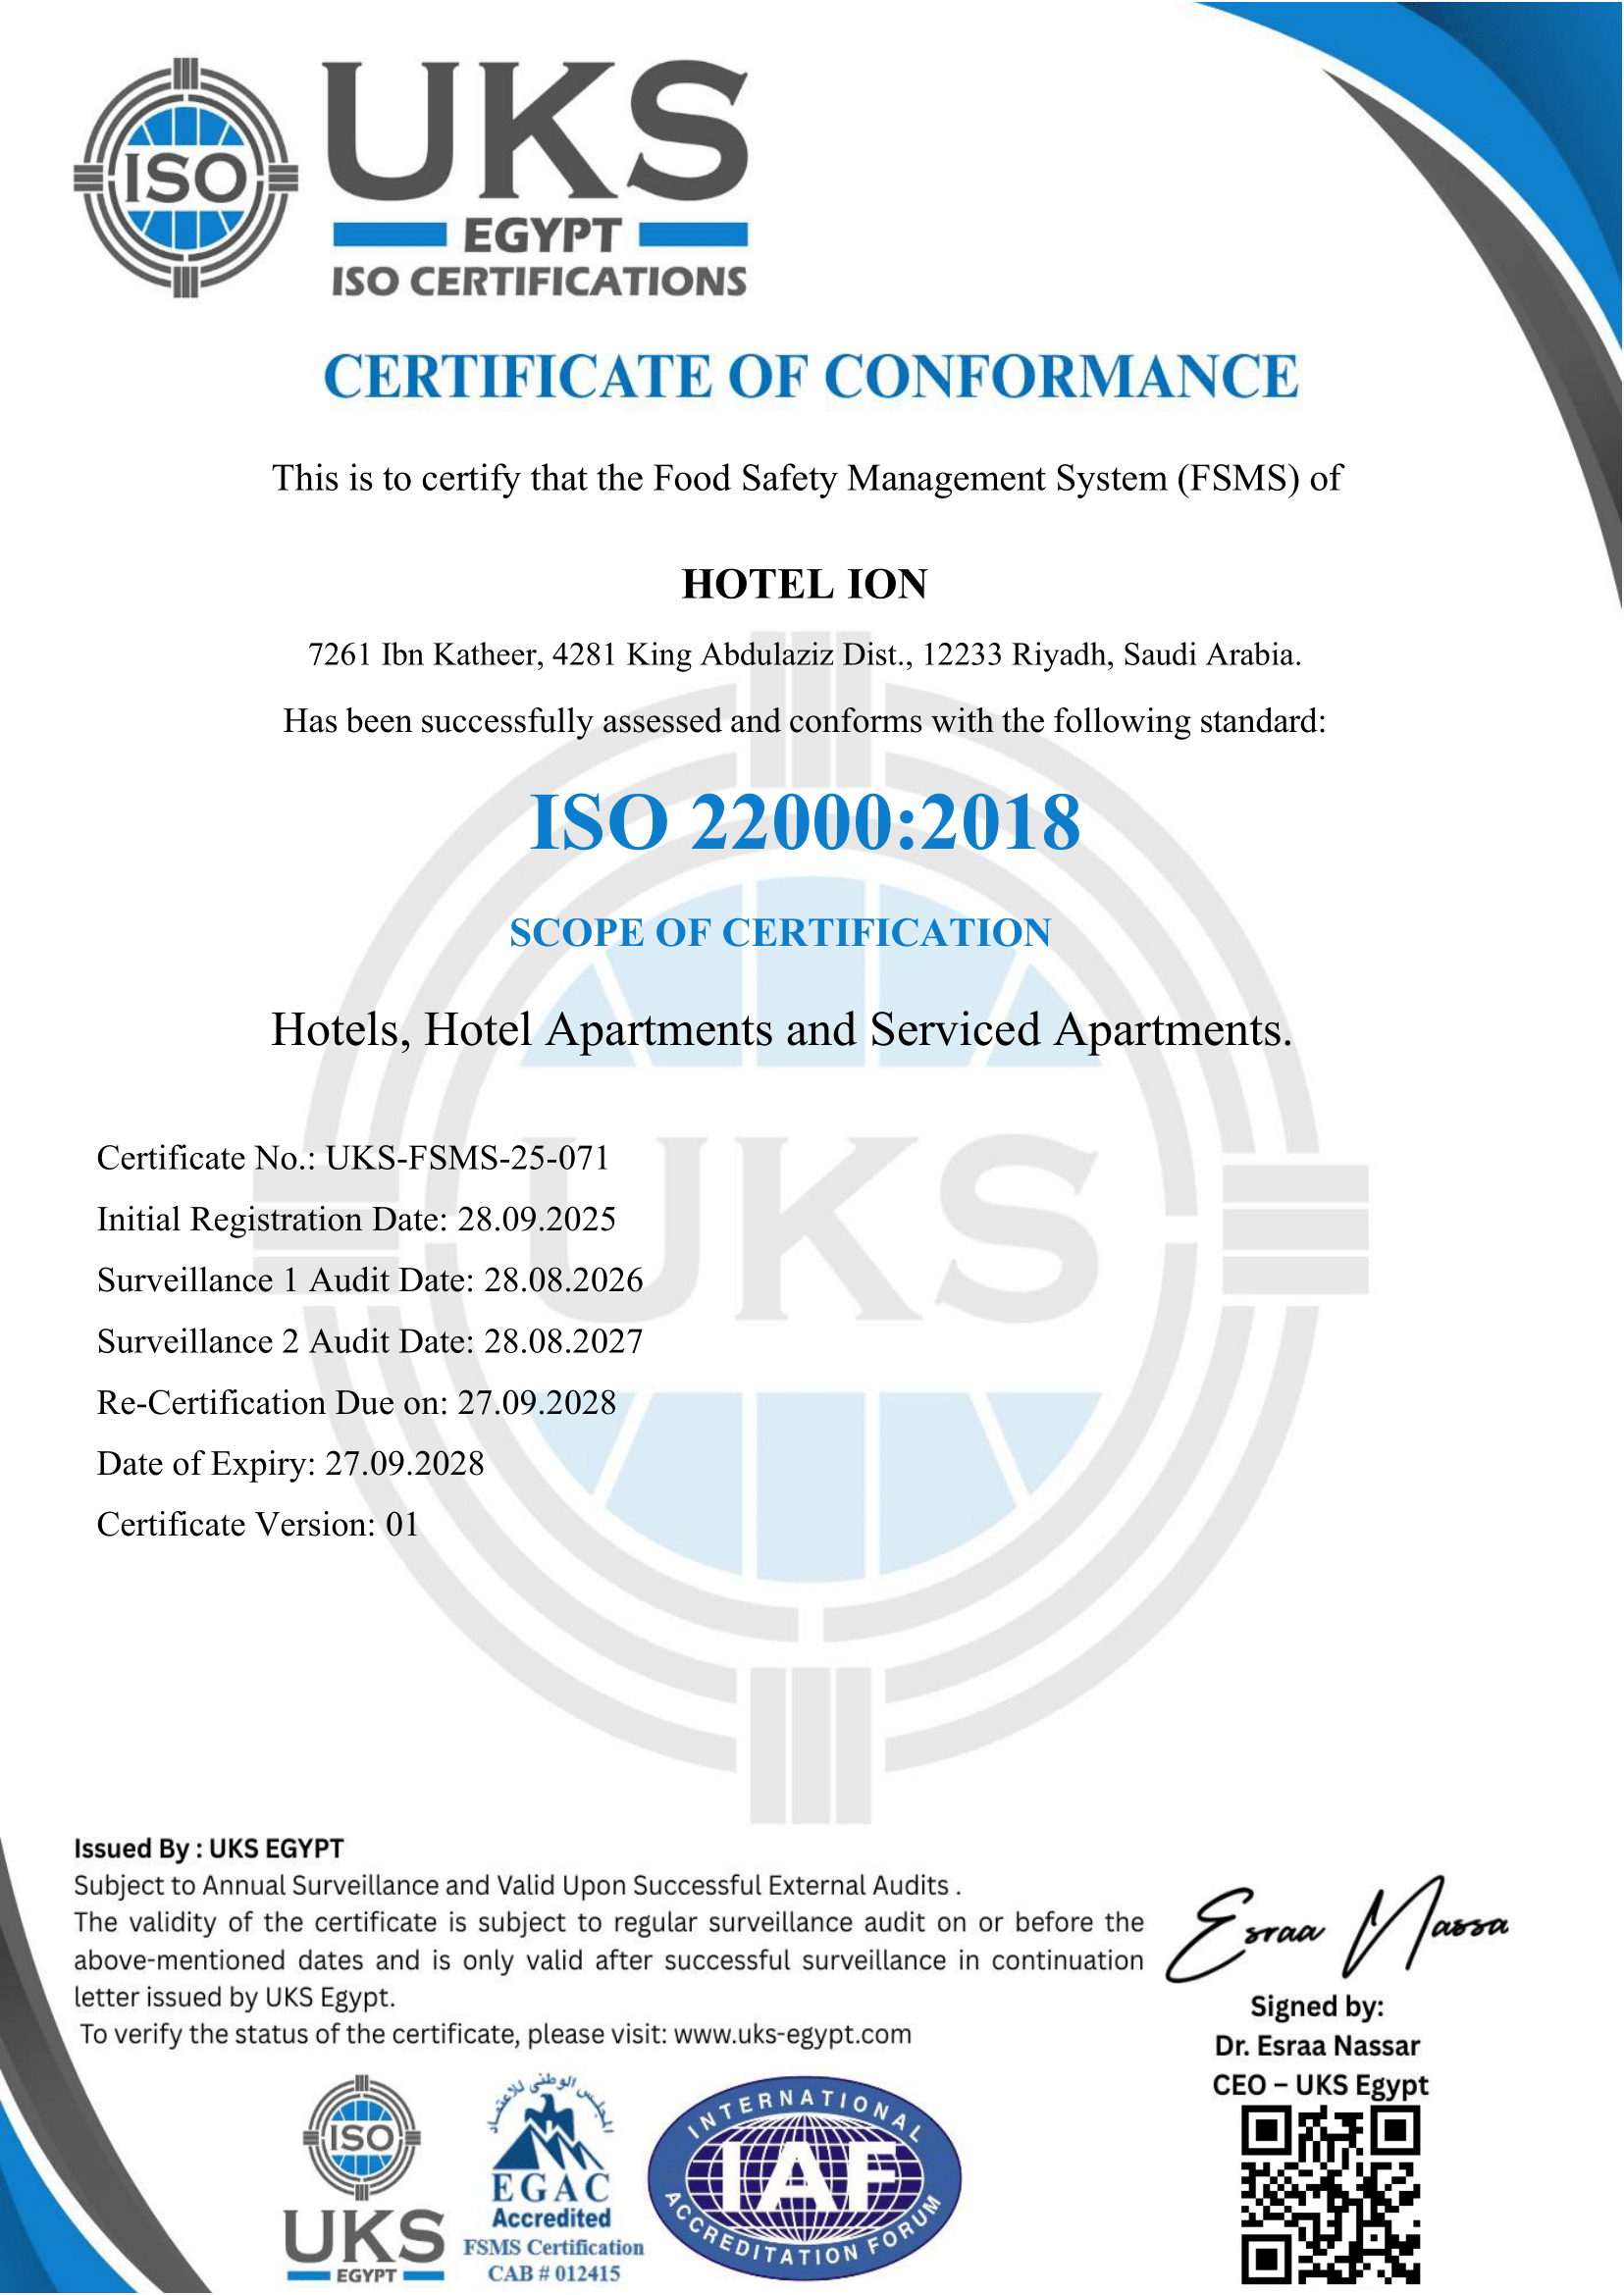 ISO
UKS
EGYPT
ISO CERTIFICATIONS
CERTIFICATE OF CONFORMANCE
This is to certify that the Food Safety Management System (FSMS) of
HOTEL ION
7261 Ibn Katheer, 4281 King Abdulaziz Dist., 12233 Riyadh, Saudi Arabia.
Has been successfully assessed and conforms with the following standard:
ISO 22000:2018
SCOPE OF CERTIFICATION
Hotels, Hotel Apartments and Serviced Apartments.
UKS
Certificate No.: UKS-FSMS-25-071
Initial Registration Date: 28.09.2025
Surveillance 1 Audit Date: 28.08.2026
Surveillance 2 Audit Date: 28.08.2027
Re-Certification Due on: 27.09.2028
Date of Expiry: 27.09.2028
Certificate Version: 01
Issued By : UKS EGYPT
Subject to Annual Surveillance and Valid Upon Successful External Audits .
The validity of the certificate is subject to regular surveillance audit on or before the
above-mentioned dates and is only valid after successful surveillance in continuation
letter issued by UKS Egypt.
To verify the status of the certificate, please visit: www.uks-egypt.com
Esraa Nassa
Signed by:
Dr. Esraa Nassar
CEO – UKS Egypt
ISO
UKS
EGYPT
المجلس الوطني للاعتماد
EGAC
Accredited
FSMS Certification
CAB # 012415
INTERNATIONAL
IAF
ACCREDITATION FORUM